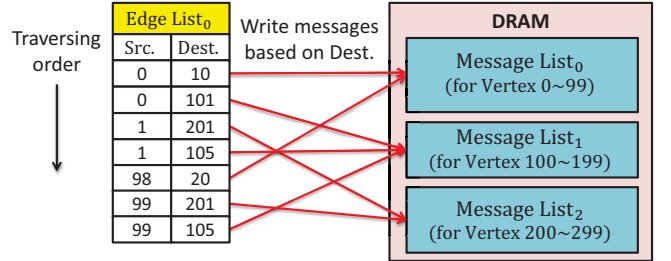 Traversing
order
Edge List₀
Src. Dest.
0 10
0 101
1 201
1 105
98 20
99 201
99 105
Write messages
based on Dest.
DRAM
Message List₀
(for Vertex 0~99)
Message List₁
(for Vertex 100~199)
Message List₂
(for Vertex 200~299)